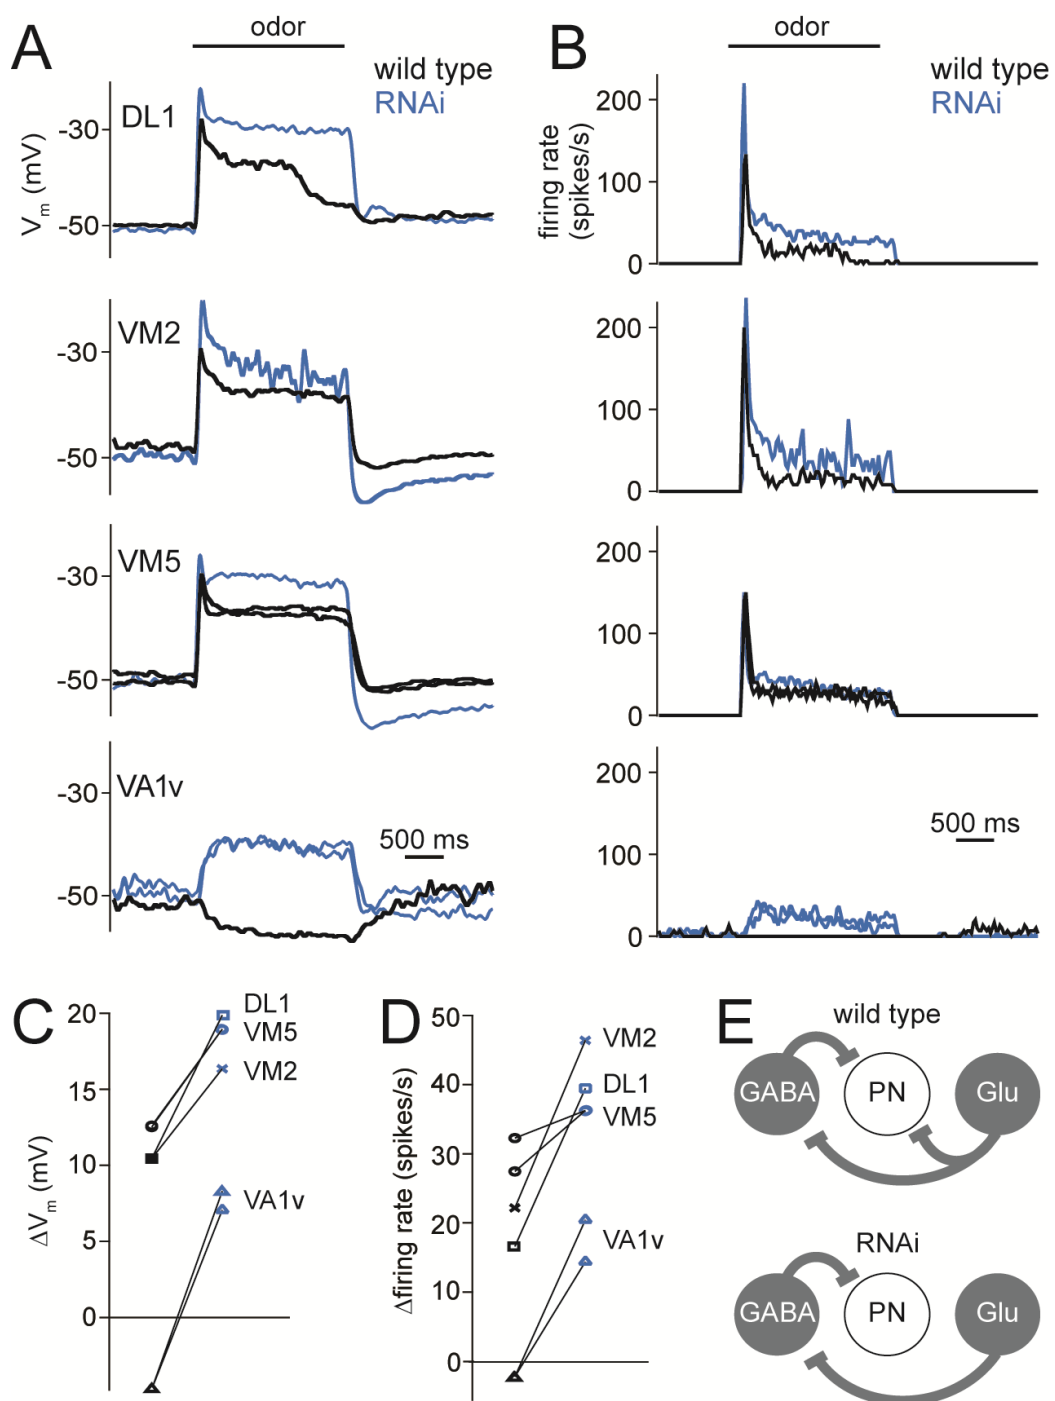 A
odor
wild type
RNAi
DL1
-30
-50
Vm (mV)
VM2
-30
-50
VM5
-30
-50
VA1v
-30
-50
500 ms
B
odor
wild type
RNAi
firing rate
(spikes/s)
200
100
0
200
100
0
200
100
0
200
100
0
500 ms
C
20
15
10
5
0
ΔVm (mV)
DL1
VM5
VM2
VA1v
D
50
40
30
20
10
0
Δfiring rate (spikes/s)
VM2
DL1
VM5
VA1v
E
wild type
GABA PN Glu
RNAi
GABA PN Glu